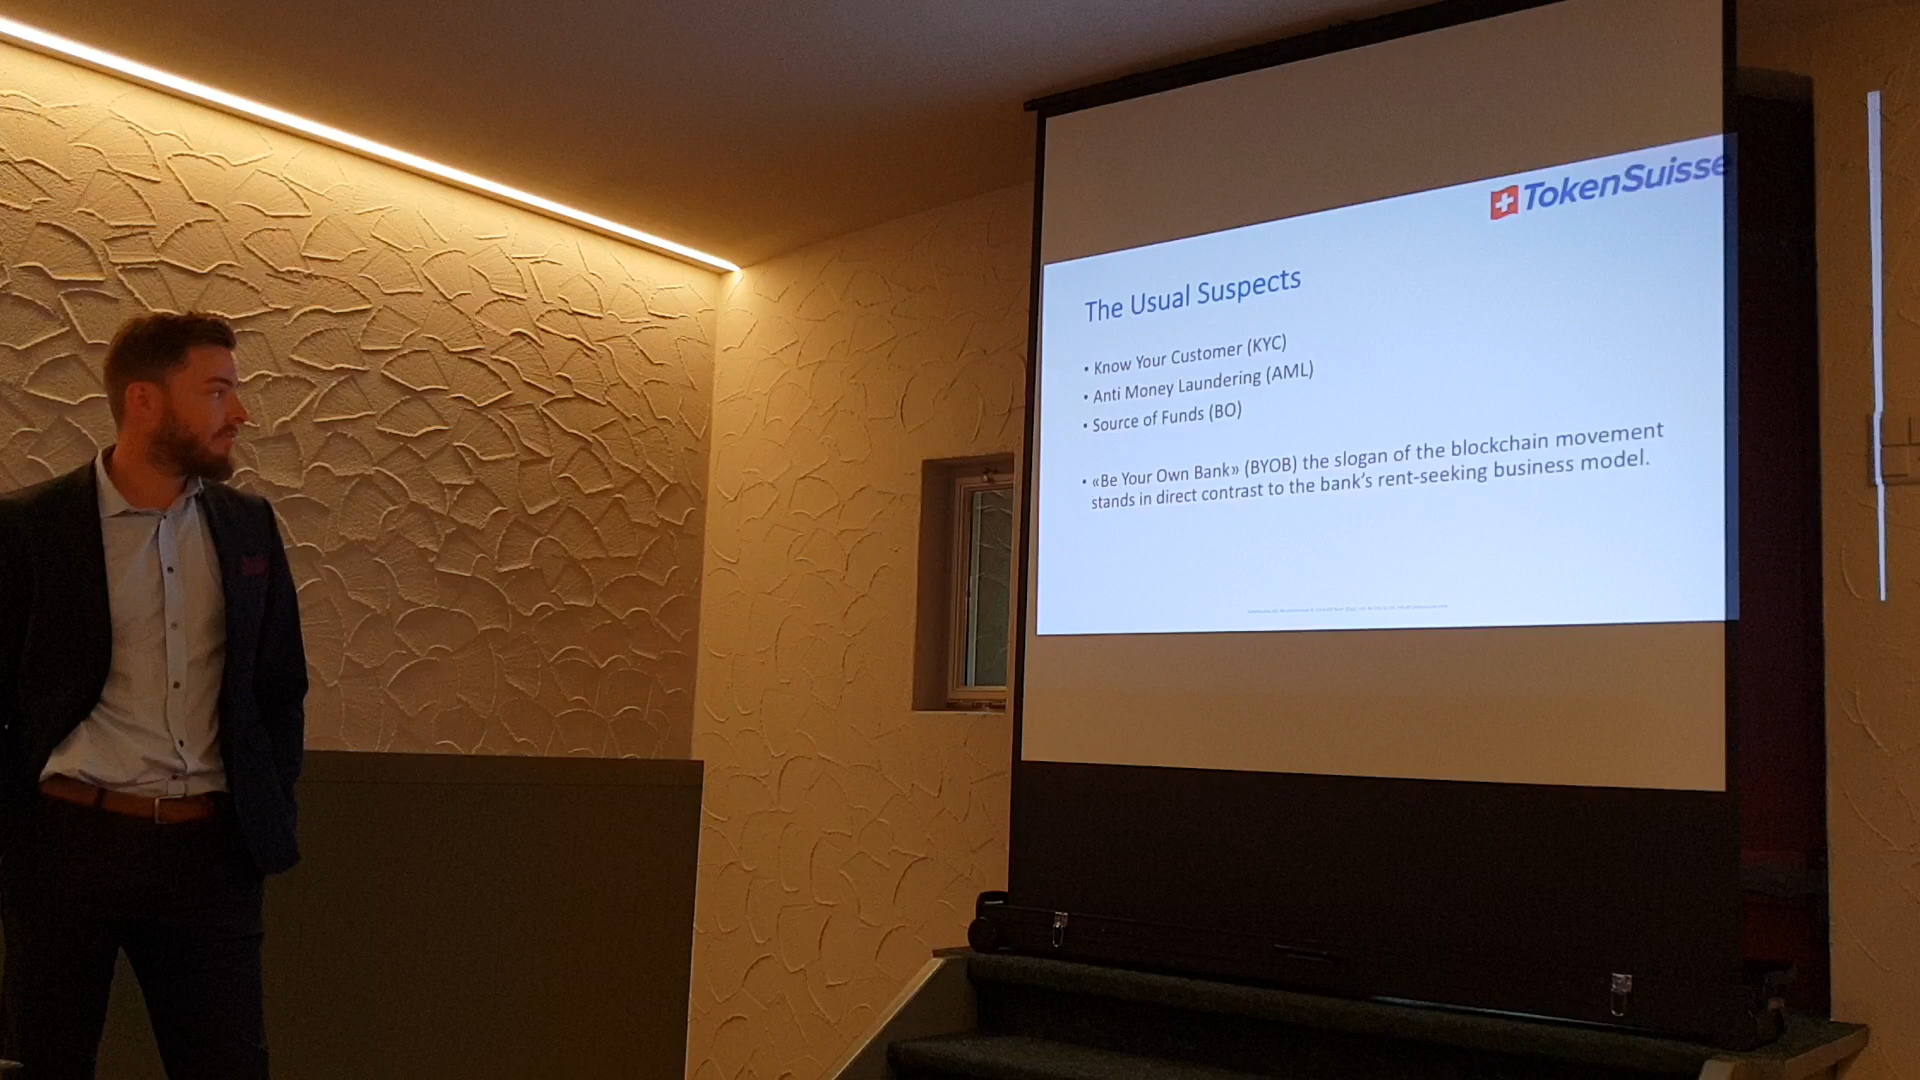 TokenSuisse
The Usual Suspects
• Know Your Customer (KYC)
• Anti Money Laundering (AML)
• Source of Funds (BO)
• «Be Your Own Bank» (BYOB) the slogan of the blockchain movement
stands in direct contrast to the bank's rent-seeking business model.